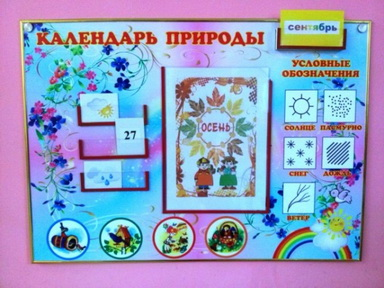 сентябрь
КАЛЕНДАРЬ ПРИРОДЫ
УСЛОВНЫЕ
ОБОЗНАЧЕНИЯ
ОСЕНЬ
27
СОЛНЦЕ ПАСМУРНО
СНЕГ ДОЖДЬ
ВЕТЕР